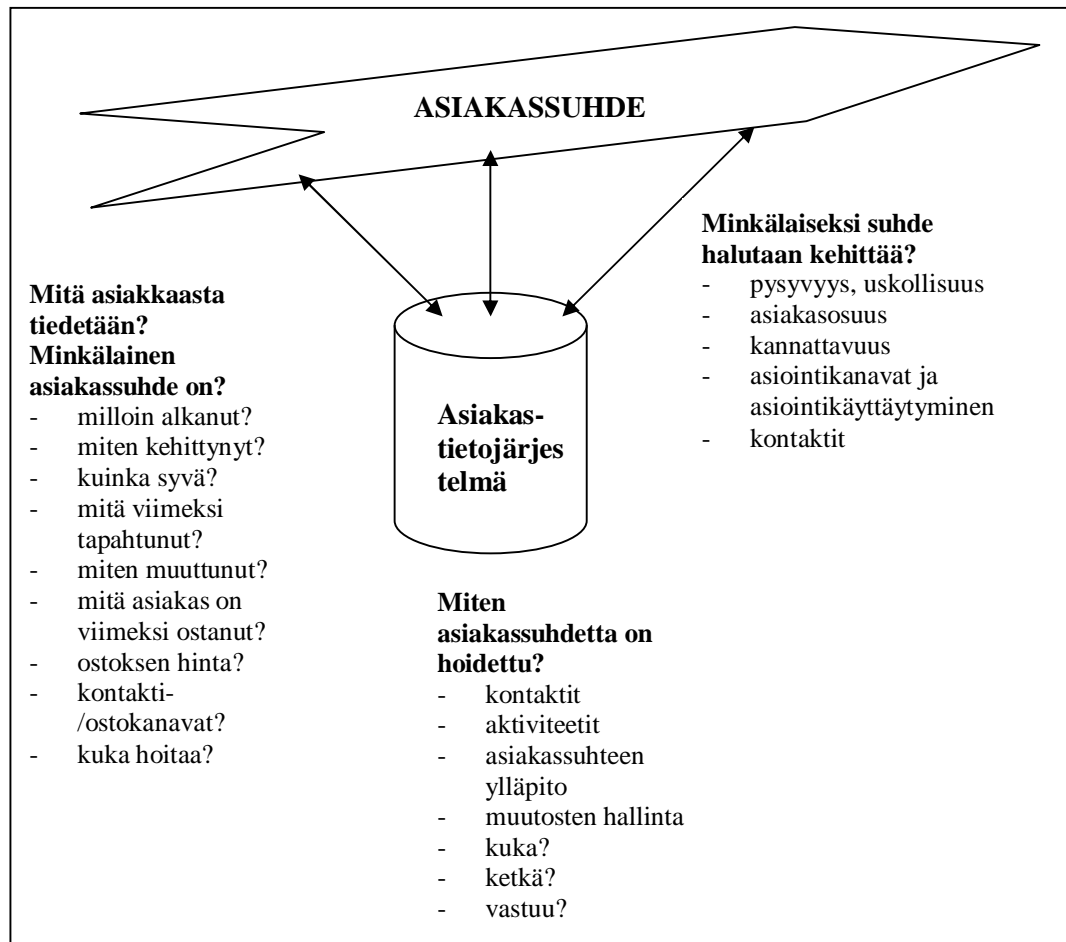 ASIAKASSUHDE
Mitä asiakkaasta
tiedetään?
Minkälainen
asiakassuhde on?
- milloin alkanut?
- miten kehittynyt?
- kuinka syvä?
- mitä viimeksi
tapahtunut?
- miten muuttunut?
- mitä asiakas on
viimeksi ostanut?
- ostoksen hinta?
- kontakti-
/ostokanavat?
- kuka hoitaa?
Asiakas-
tietojärjes
telmä
Miten
asiakassuhdetta on
hoidettu?
- kontaktit
- aktiviteetit
- asiakassuhteen
ylläpito
- muutosten hallinta
- kuka?
- ketkä?
- vastuu?
Minkälaiseksi suhde
halutaan kehittää?
- pysyvyys, uskollisuus
- asiakasosuus
- kannattavuus
- asiointikanavat ja
asiointikäyttäytyminen
- kontaktit